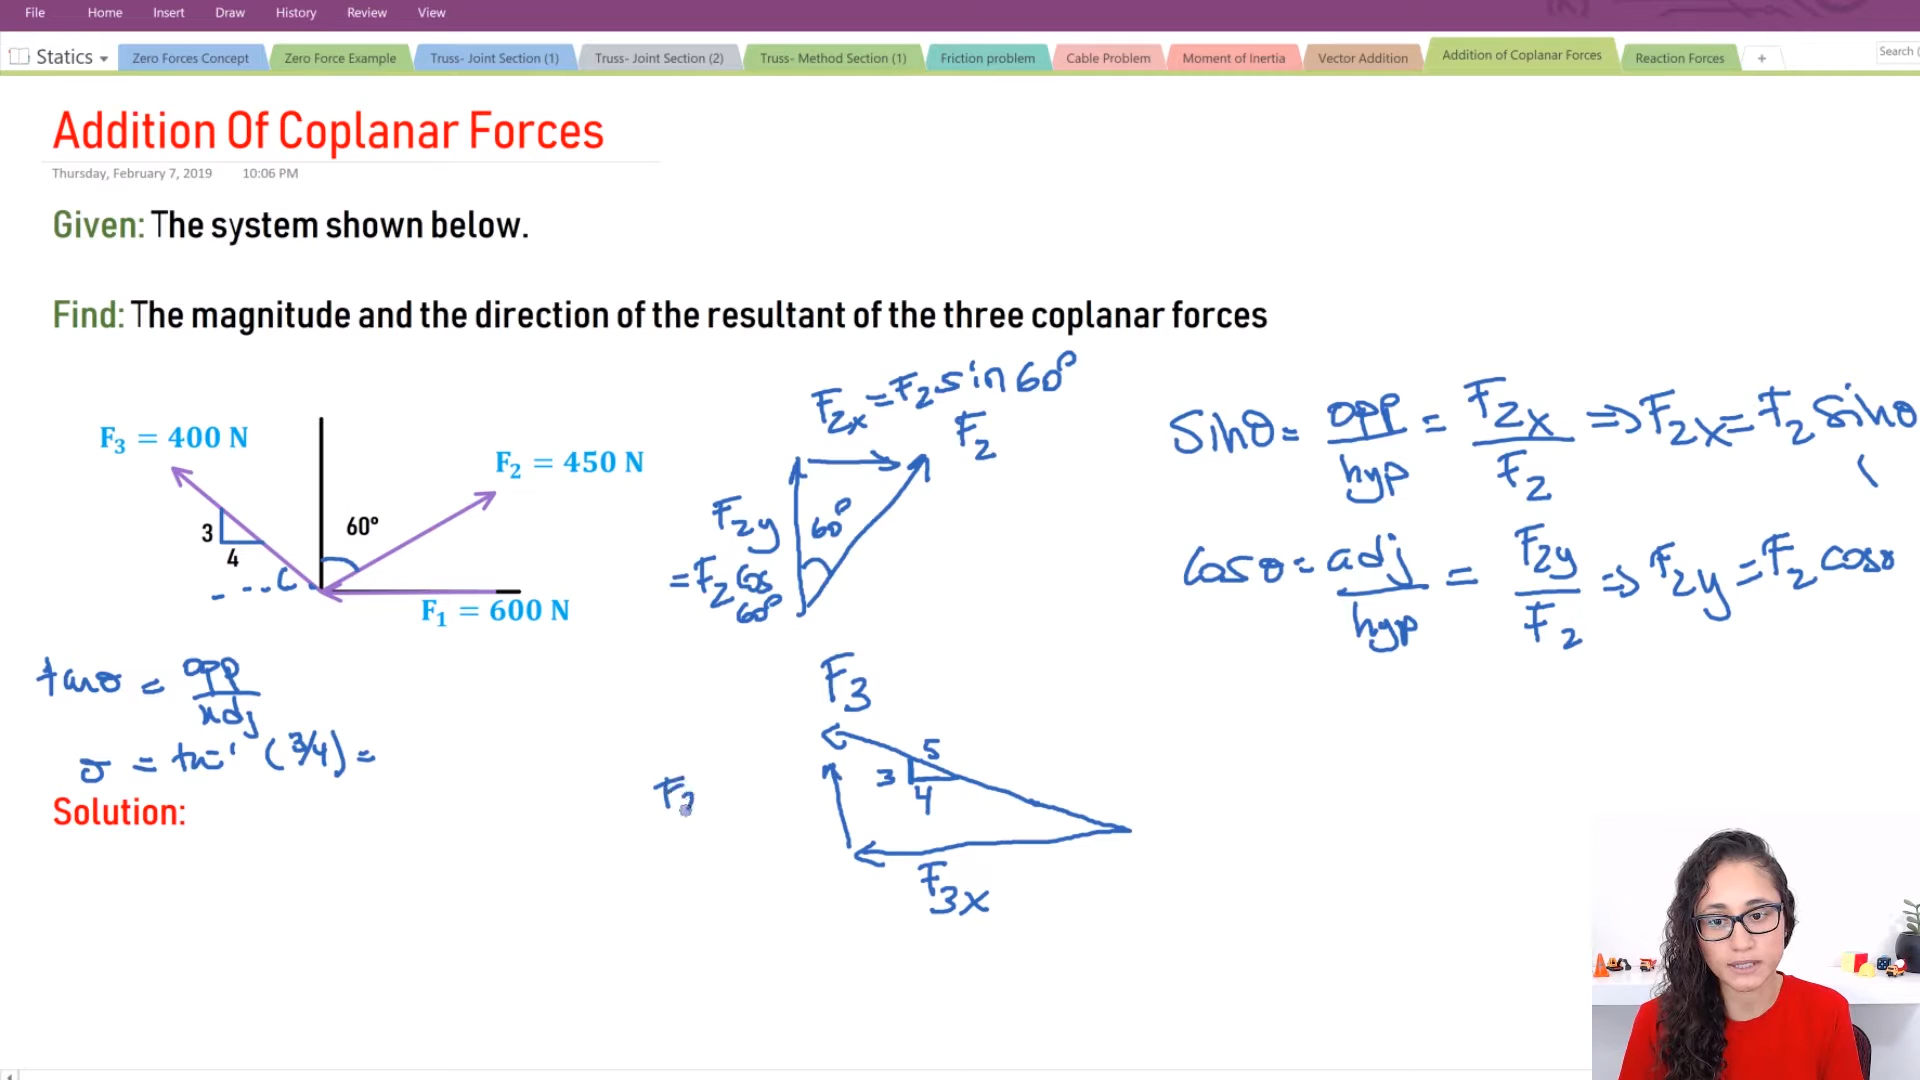 File Home Insert Draw History Review View
Statics
Zero Forces Concept
Zero Force Example
Truss- Joint Section (1)
Truss- Joint Section (2)
Truss- Method Section (1)
Friction problem
Cable Problem
Moment of Inertia
Vector Addition
Addition of Coplanar Forces
Reaction Forces
+
Search (
Addition Of Coplanar Forces
Thursday, February 7, 2019 10:06 PM
Given: The system shown below.
Find: The magnitude and the direction of the resultant of the three coplanar forces
F₃ = 400 N
F₂ = 450 N
60º
3
4
F₁ = 600 N
F₂x = F₂ sin 60°
F₂
F₂y
= F₂ cos 60°
60°
sinθ = opp/hyp = F₂x/F₂ ⇒ F₂x = F₂ sinθ
cosθ = adj/hyp = F₂y/F₂ ⇒ F₂y = F₂ cosθ
tanθ = opp/adj
= tan⁻¹ (3/4) =
Solution:
F₃
5
3
4
F₃x